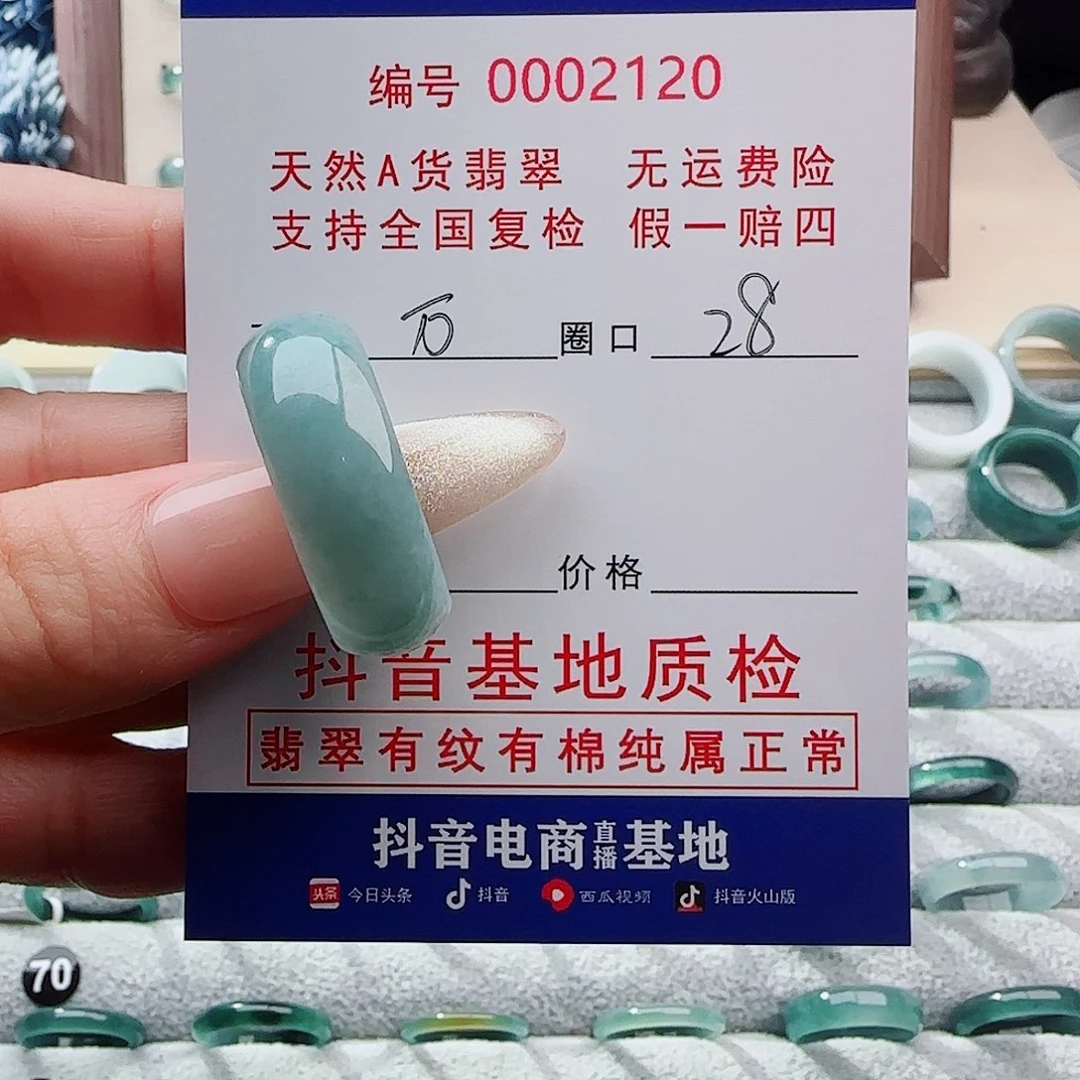 编号 0002120
天然A货翡翠 无运费险
支持全国复检 假一赔四
圈口 28
价格
抖音基地质检
翡翠有纹有棉纯属正常
抖音电商直播基地
头条 今日头条 抖音 西瓜视频 抖音火山版
70